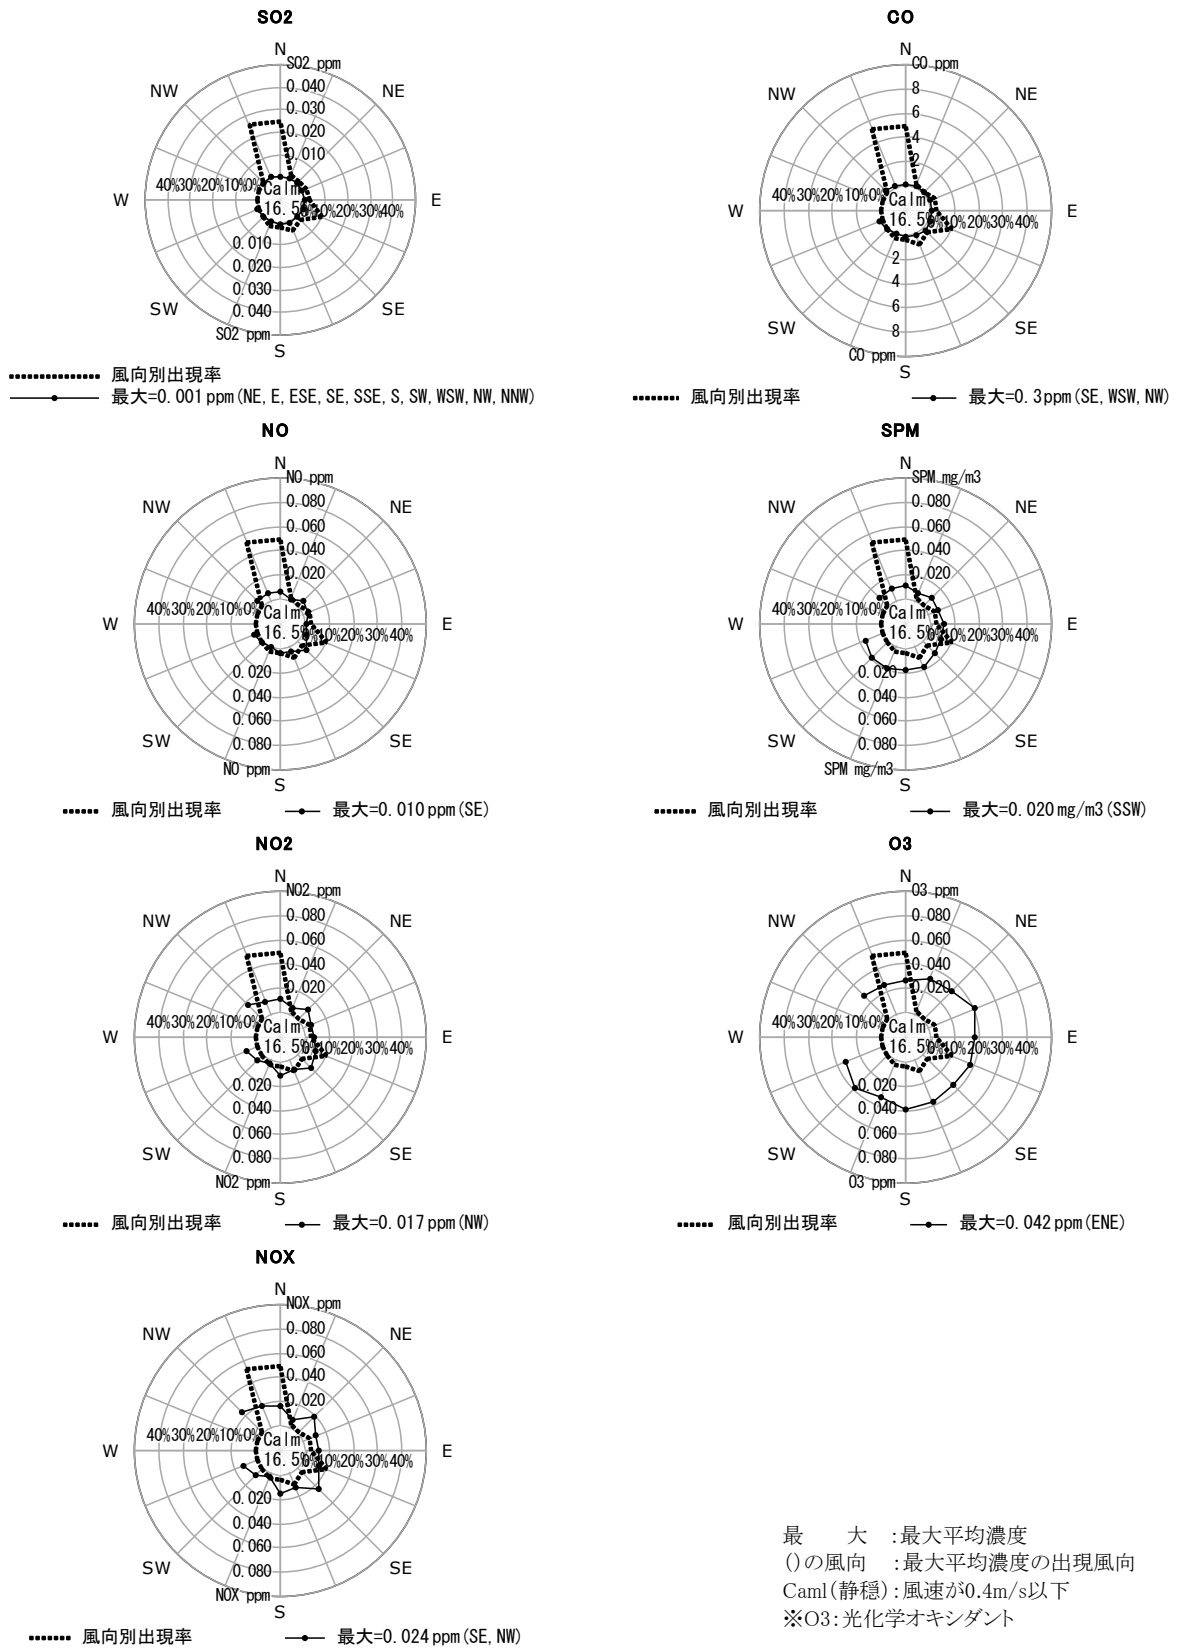 SO2
N
SO2 ppm
0.040
0.030
0.020
0.010
NW
NE
40%30%20%10%0%
Calm
16.5%
0%10%20%30%40%
W
E
0.010
0.020
0.030
0.040
SO2 ppm
SW
SE
S
風向別出現率
最大=0.001ppm(NE,E,ESE,SE,SSE,S,SW,WSW,NW,NNW)
CO
N
CO ppm
8
6
4
2
NW
NE
40%30%20%10%0%
Calm
16.5%
0%10%20%30%40%
W
E
2
4
6
8
CO ppm
SW
SE
S
風向別出現率
最大=0.3ppm(SE,WSW,NW)
NO
N
NO ppm
0.080
0.060
0.040
0.020
NW
NE
40%30%20%10%0%
Calm
16.5%
0%10%20%30%40%
W
E
0.020
0.040
0.060
0.080
NO ppm
SW
SE
S
風向別出現率
最大=0.010ppm(SE)
SPM
N
SPM mg/m3
0.080
0.060
0.040
0.020
NW
NE
40%30%20%10%0%
Calm
16.5%
0%10%20%30%40%
W
E
0.020
0.040
0.060
0.080
SPM mg/m3
SW
SE
S
風向別出現率
最大=0.020mg/m3(SSW)
NO2
N
NO2 ppm
0.080
0.060
0.040
0.020
NW
NE
40%30%20%10%0%
Calm
16.5%
0%10%20%30%40%
W
E
0.020
0.040
0.060
0.080
NO2 ppm
SW
SE
S
風向別出現率
最大=0.017ppm(NW)
O3
N
O3 ppm
0.080
0.060
0.040
0.020
NW
NE
40%30%20%10%0%
Calm
16.5%
0%10%20%30%40%
W
E
0.020
0.040
0.060
0.080
O3 ppm
SW
SE
S
風向別出現率
最大=0.042ppm(ENE)
NOX
N
NOX ppm
0.080
0.060
0.040
0.020
NW
NE
40%30%20%10%0%
Calm
16.5%
0%10%20%30%40%
W
E
0.020
0.040
0.060
0.080
NOX ppm
SW
SE
S
風向別出現率
最大=0.024ppm(SE,NW)
最　大　:最大平均濃度
()の風向　:最大平均濃度の出現風向
Caml(静穏):風速が0.4m/s以下
※O3:光化学オキシダント